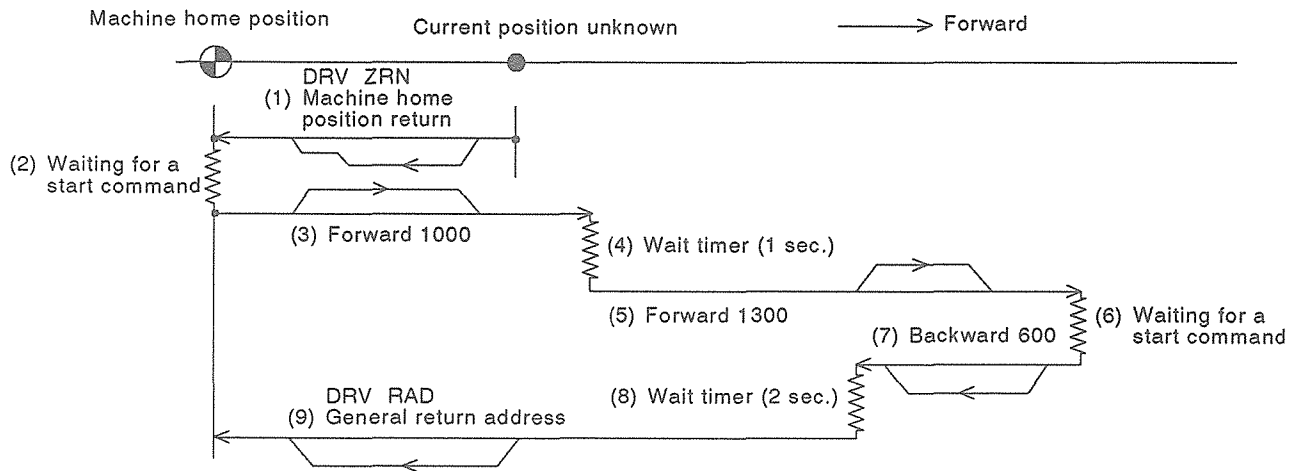 Machine home position
Current position unknown
Forward
DRV ZRN
(1) Machine home
position return
(2) Waiting for a
start command
(3) Forward 1000
(4) Wait timer (1 sec.)
(5) Forward 1300
(6) Waiting for a
start command
(7) Backward 600
(8) Wait timer (2 sec.)
DRV RAD
(9) General return address